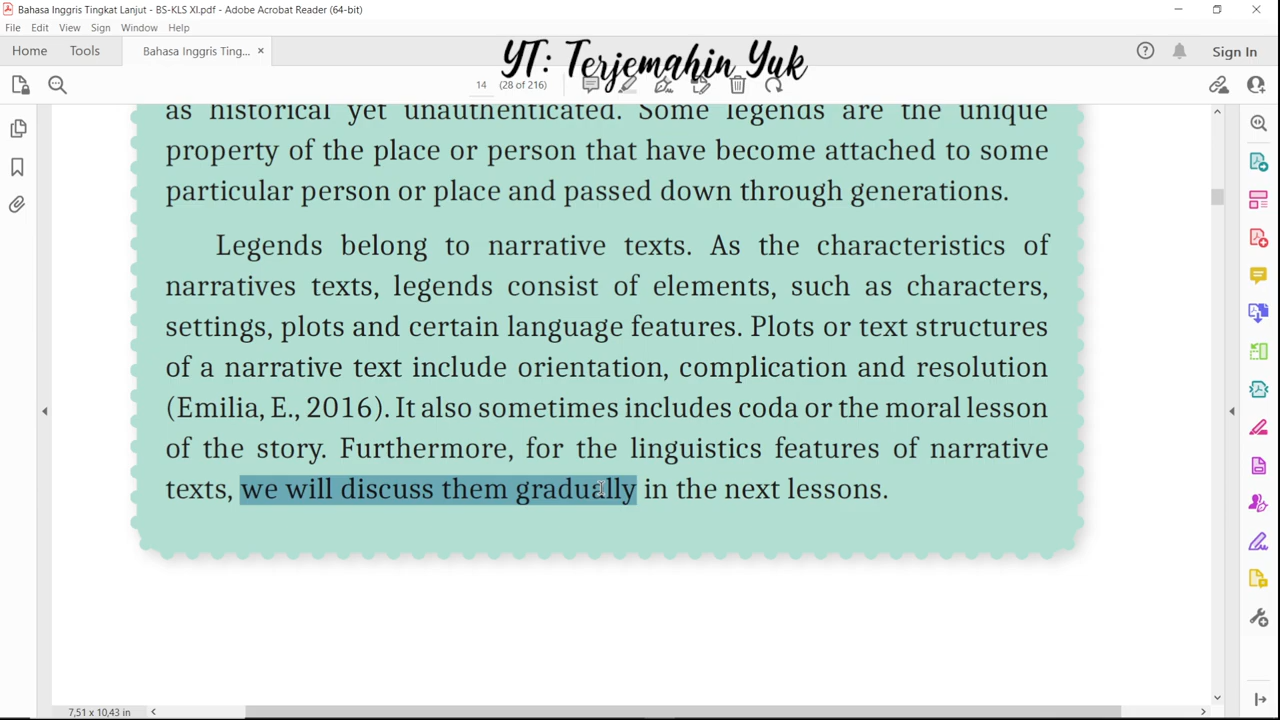 Bahasa Inggris Tingkat Lanjut - BS-KLS XI.pdf - Adobe Acrobat Reader (64-bit)
File Edit View Sign Window Help
Home Tools Bahasa Inggris Ting... × Sign In
YT: Terjemahin Yuk
14 (28 of 216)
as historical yet unauthenticated. Some legends are the unique
property of the place or person that have become attached to some
particular person or place and passed down through generations.
Legends belong to narrative texts. As the characteristics of
narratives texts, legends consist of elements, such as characters,
settings, plots and certain language features. Plots or text structures
of a narrative text include orientation, complication and resolution
(Emilia, E., 2016). It also sometimes includes coda or the moral lesson
of the story. Furthermore, for the linguistics features of narrative
texts, we will discuss them gradually in the next lessons.
7,51 x 10,43 in